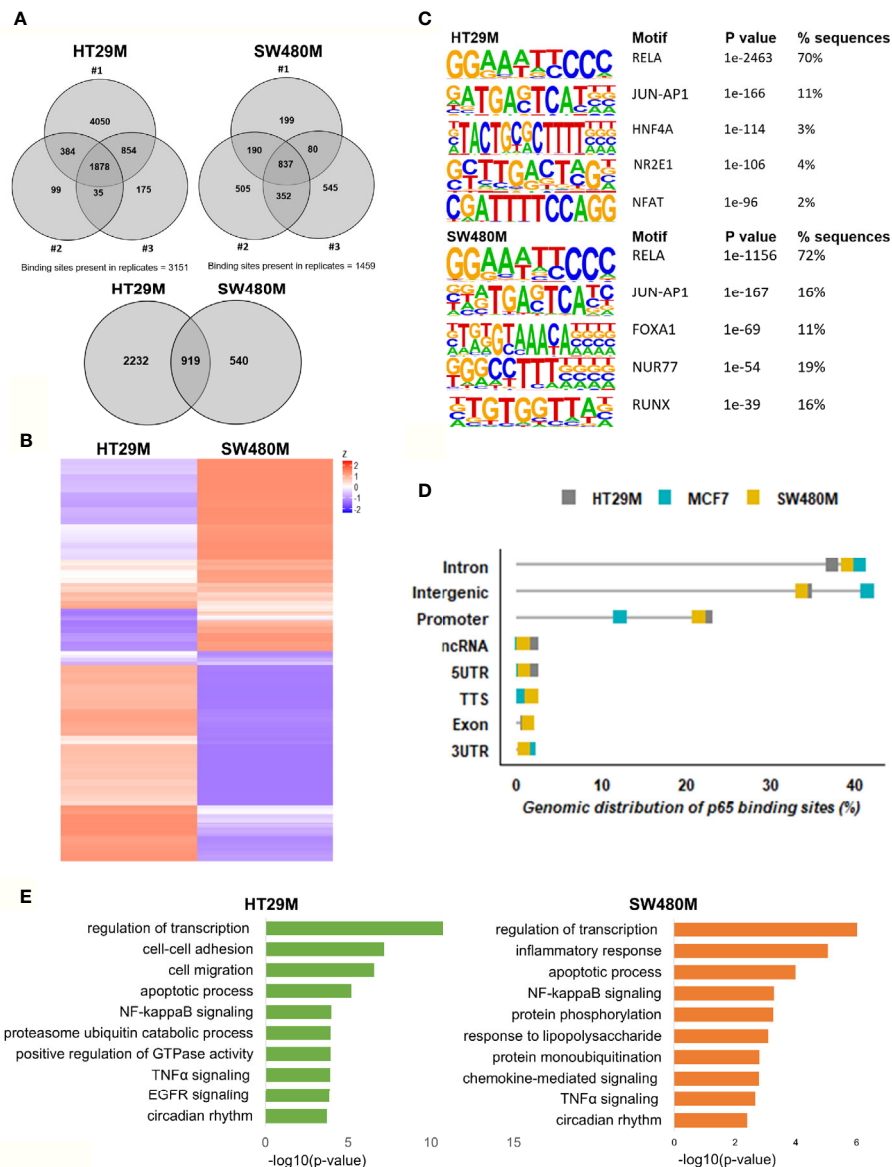 A
HT29M
SW480M
#1
#1
4050
199
384
854
190
80
1878
837
99
35
175
505
352
545
#2
#3
#2
#3
Binding sites present in replicates = 3151
Binding sites present in replicates = 1459
HT29M
SW480M
2232
919
540
B
HT29M
SW480M
Z
2
1
0
-1
-2
C
HT29M
Motif P value % sequences
RELA 1e-2463 70%
JUN-AP1 1e-166 11%
HNF4A 1e-114 3%
NR2E1 1e-106 4%
NFAT 1e-96 2%
SW480M
Motif P value % sequences
RELA 1e-1156 72%
JUN-AP1 1e-167 16%
FOXA1 1e-69 11%
NUR77 1e-54 19%
RUNX 1e-39 16%
D
HT29M MCF7 SW480M
Intron
Intergenic
Promoter
ncRNA
5UTR
TTS
Exon
3UTR
0 10 20 30 40
Genomic distribution of p65 binding sites (%)
E
HT29M
regulation of transcription
cell-cell adhesion
cell migration
apoptotic process
NF-kappaB signaling
proteasome ubiquitin catabolic process
positive regulation of GTPase activity
TNFα signaling
EGFR signaling
circadian rhythm
0 5 10 15
-log10(p-value)
SW480M
regulation of transcription
inflammatory response
apoptotic process
NF-kappaB signaling
protein phosphorylation
response to lipopolysaccharide
protein monoubiquitination
chemokine-mediated signaling
TNFα signaling
circadian rhythm
0 2 4 6
-log10(p-value)